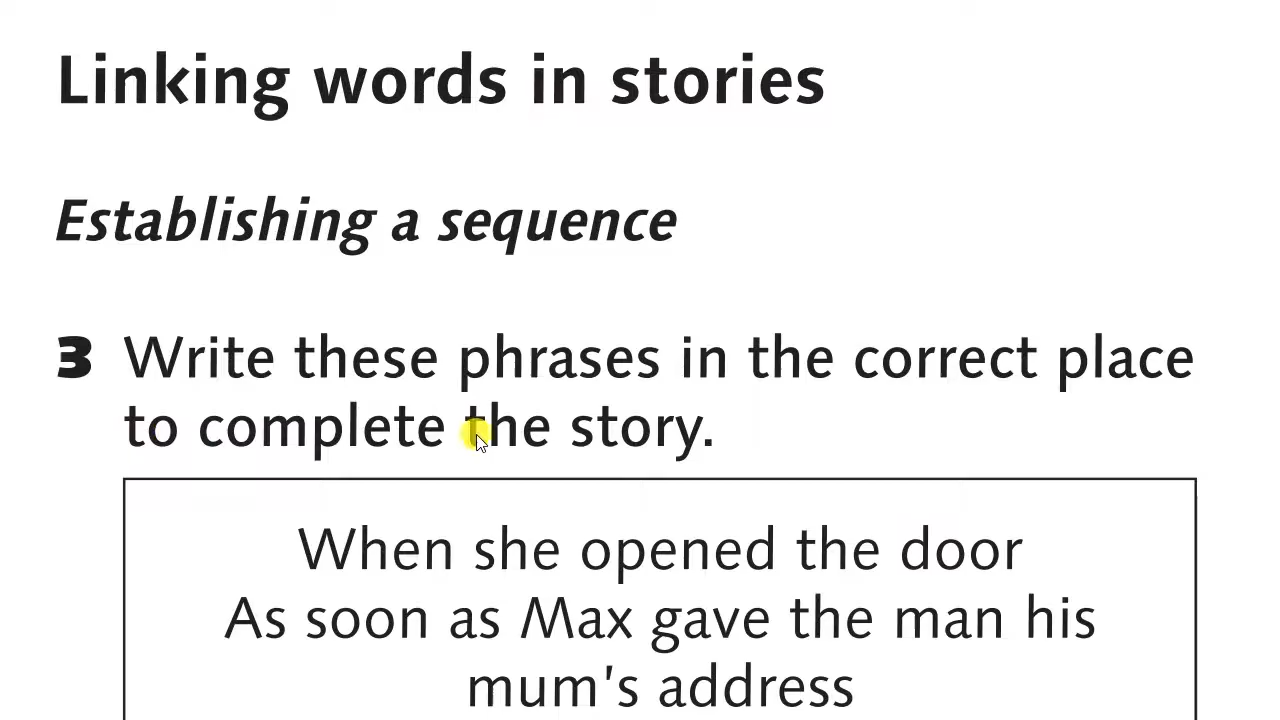 Linking words in stories
Establishing a sequence
3 Write these phrases in the correct place
to complete the story.
When she opened the door
As soon as Max gave the man his
mum's address